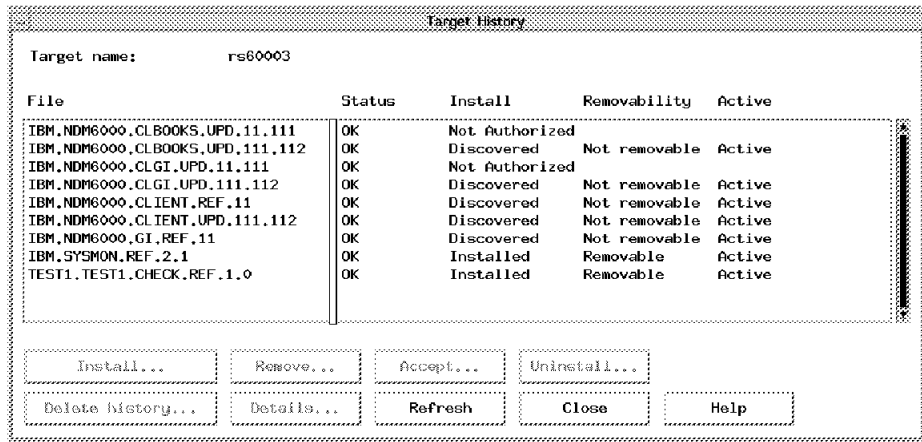 Target History
Target name: rs60003
File Status Install Removability Active
IBM.NDM6000.CLBOOKS.UPD.11.111 OK Not Authorized
IBM.NDM6000.CLBOOKS.UPD.111.112 OK Discovered Not removable Active
IBM.NDM6000.CLGI.UPD.11.111 OK Not Authorized
IBM.NDM6000.CLGI.UPD.111.112 OK Discovered Not removable Active
IBM.NDM6000.CLIENT.REF.11 OK Discovered Not removable Active
IBM.NDM6000.CLIENT.UPD.111.112 OK Discovered Not removable Active
IBM.NDM6000.GI.REF.11 OK Discovered Not removable Active
IBM.SYSMON.REF.2.1 OK Installed Removable Active
TEST1.TEST1.CHECK.REF.1.0 OK Installed Removable Active
Install... Remove... Accept... Uninstall...
Delete history... Details... Refresh Close Help